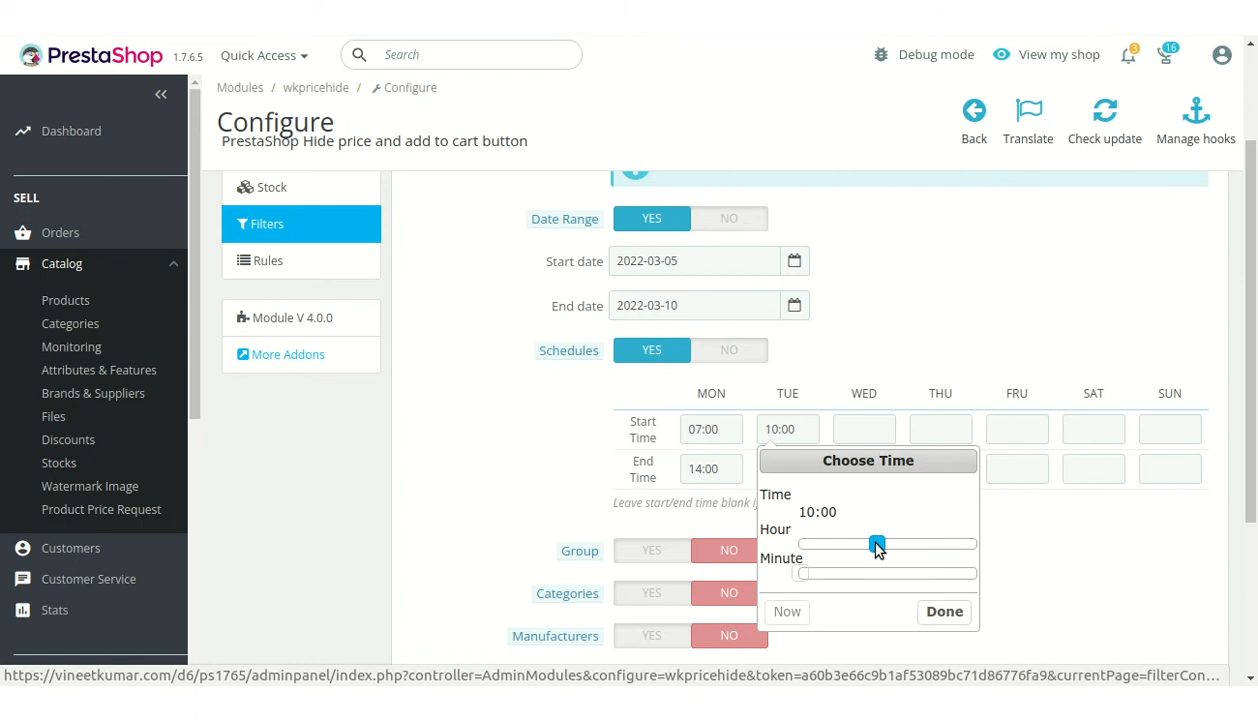 PrestaShop 1.7.6.5 Quick Access Search Debug mode View my shop 3 16
Modules / wkpricehide / Configure
Configure
PrestaShop Hide price and add to cart button
Back Translate Check update Manage hooks
Dashboard
SELL
Orders
Catalog
Products
Categories
Monitoring
Attributes & Features
Brands & Suppliers
Files
Discounts
Stocks
Watermark Image
Product Price Request
Customers
Customer Service
Stats
Stock
Filters
Rules
Module V 4.0.0
More Addons
Date Range YES NO
Start date 2022-03-05
End date 2022-03-10
Schedules YES NO
MON TUE WED THU FRU SAT SUN
Start Time 07:00 10:00
End Time 14:00
Leave start/end time blank i
Choose Time
Time
10:00
Hour
Minute
Now Done
Group YES NO
Categories YES NO
Manufacturers YES NO
https://vineetkumar.com/d6/ps1765/adminpanel/index.php?controller=AdminModules&configure=wkpricehide&token=a60b3e66c9b1af53089bc71d86776fa9&currentPage=filterCon...